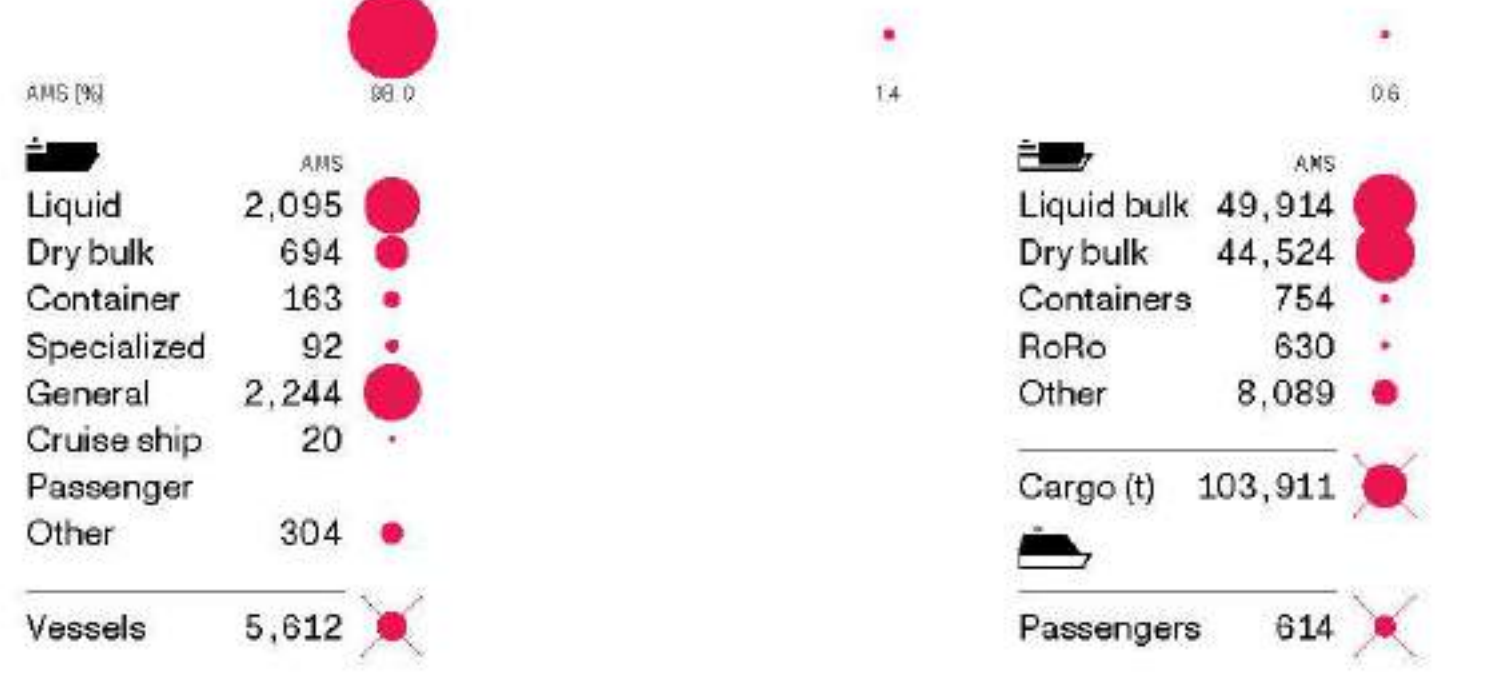 AMS [%] 98.0 1.4 0.6
AMS
Liquid 2,095
Dry bulk 694
Container 163
Specialized 92
General 2,244
Cruise ship 20
Passenger
Other 304
Vessels 5,612
AMS
Liquid bulk 49,914
Dry bulk 44,524
Containers 754
RoRo 630
Other 8,089
Cargo (t) 103,911
Passengers 614